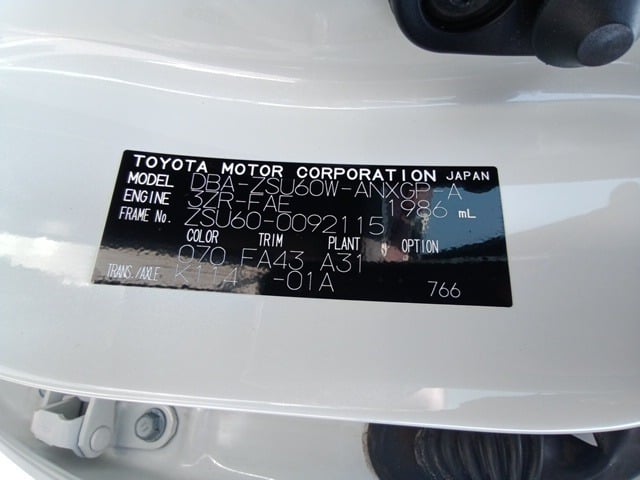 TOYOTA MOTOR CORPORATION JAPAN
MODEL DBA-ZSU60W-ANXGP-A
ENGINE 3ZR-FAE 1986 mL
FRAME No. ZSU60-0092115
COLOR TRIM PLANT OPTION
070 FA43 A31
TRANS./AXLE K114 -01A
766